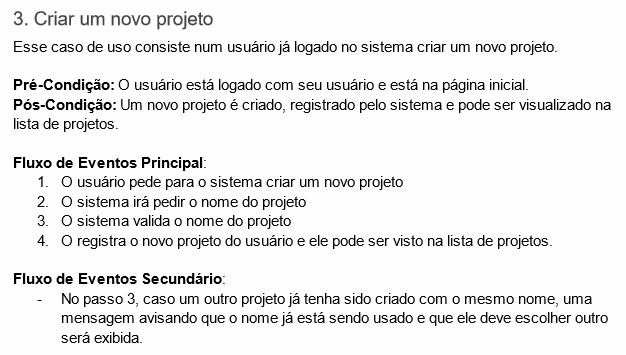 3. Criar um novo projeto
Esse caso de uso consiste num usuário já logado no sistema criar um novo projeto.
Pré-Condição: O usuário está logado com seu usuário e está na página inicial.
Pós-Condição: Um novo projeto é criado, registrado pelo sistema e pode ser visualizado na
lista de projetos.
Fluxo de Eventos Principal:
1. O usuário pede para o sistema criar um novo projeto
2. O sistema irá pedir o nome do projeto
3. O sistema valida o nome do projeto
4. O registra o novo projeto do usuário e ele pode ser visto na lista de projetos.
Fluxo de Eventos Secundário:
- No passo 3, caso um outro projeto já tenha sido criado com o mesmo nome, uma
mensagem avisando que o nome já está sendo usado e que ele deve escolher outro
será exibida.